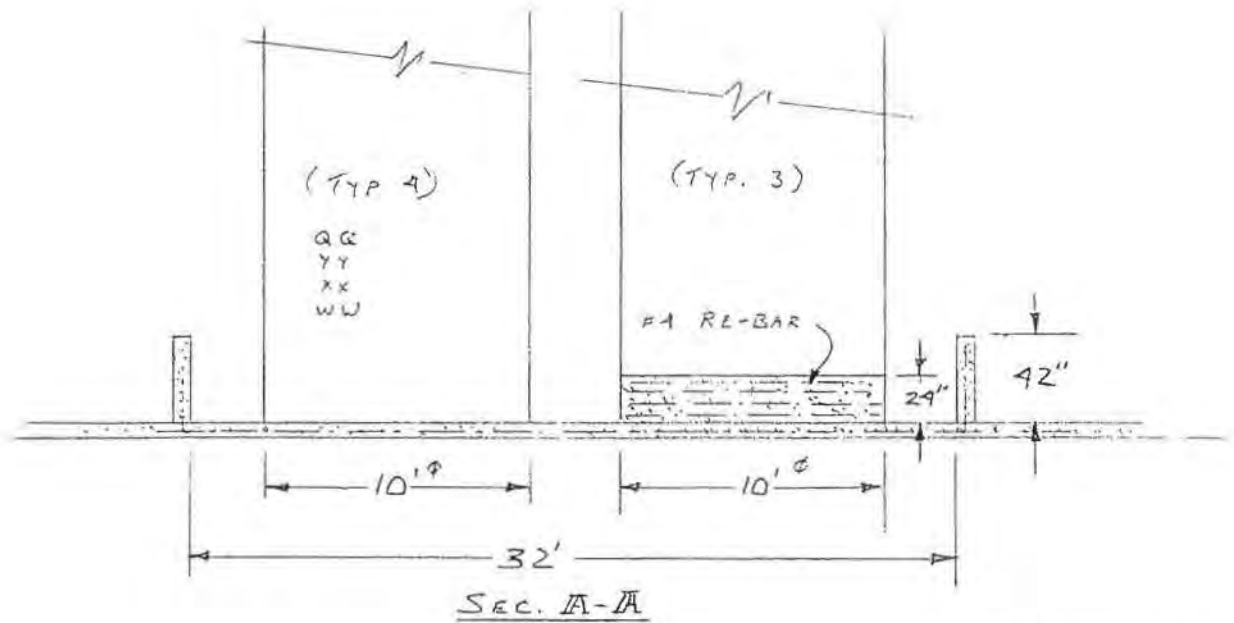 (TYP 4)
QQ
YY
XX
WW
(TYP. 3)
#4 RE-BAR
24"
42"
10'⌀
10'⌀
32'
SEC. A-A